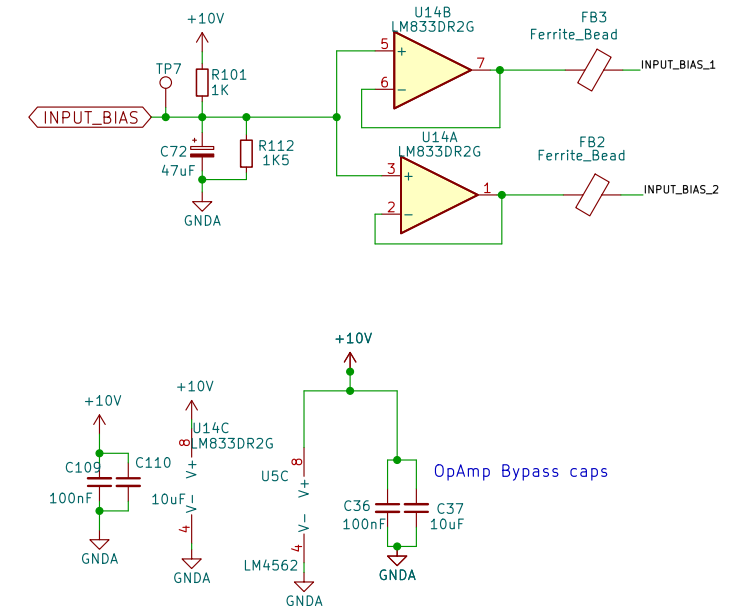 +10V
U14B
LM833DR2G
FB3
Ferrite_Bead
TP7
R101
1K
5
+
7
6
−
INPUT_BIAS_1
INPUT_BIAS
C72
+
47uF
R112
1K5
GNDA
U14A
LM833DR2G
FB2
Ferrite_Bead
3
+
1
2
−
INPUT_BIAS_2
+10V
+10V
+10V
U14C
LM833DR2G
8
V+
V−
4
C109
C110
100nF
10uF
GNDA
GNDA
U5C
8
V+
V−
4
LM4562
GNDA
OpAmp Bypass caps
C36
100nF
C37
10uF
GNDA